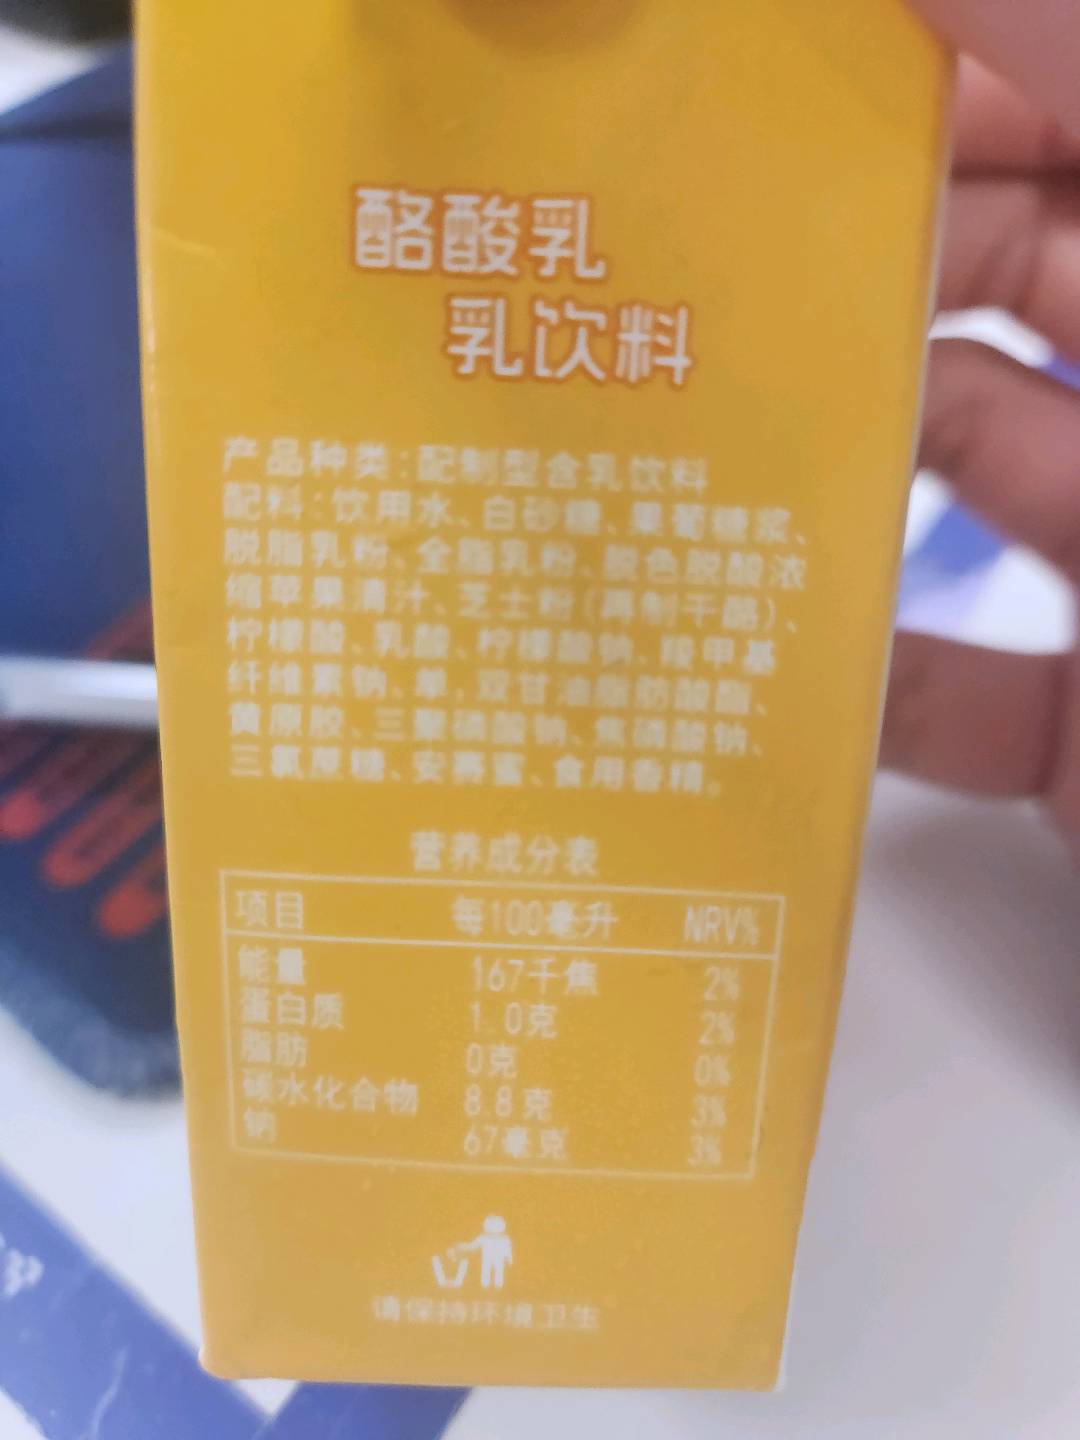 酪酸乳
乳饮料
产品种类：配制型含乳饮料
配料：饮用水、白砂糖、果葡糖浆、
脱脂乳粉、全脂乳粉、脱色脱酸浓
缩苹果清汁、芝士粉(再制干酪)、
柠檬酸、乳酸、柠檬酸钠、羧甲基
纤维素钠、单,双甘油脂肪酸酯、
黄原胶、三聚磷酸钠、焦磷酸钠、
三氯蔗糖、安赛蜜、食用香精。
营养成分表
项目 每100毫升 NRV%
能量 167千焦 2%
蛋白质 1.0克 2%
脂肪 0克 0%
碳水化合物 8.8克 3%
钠 67毫克 3%
请保持环境卫生